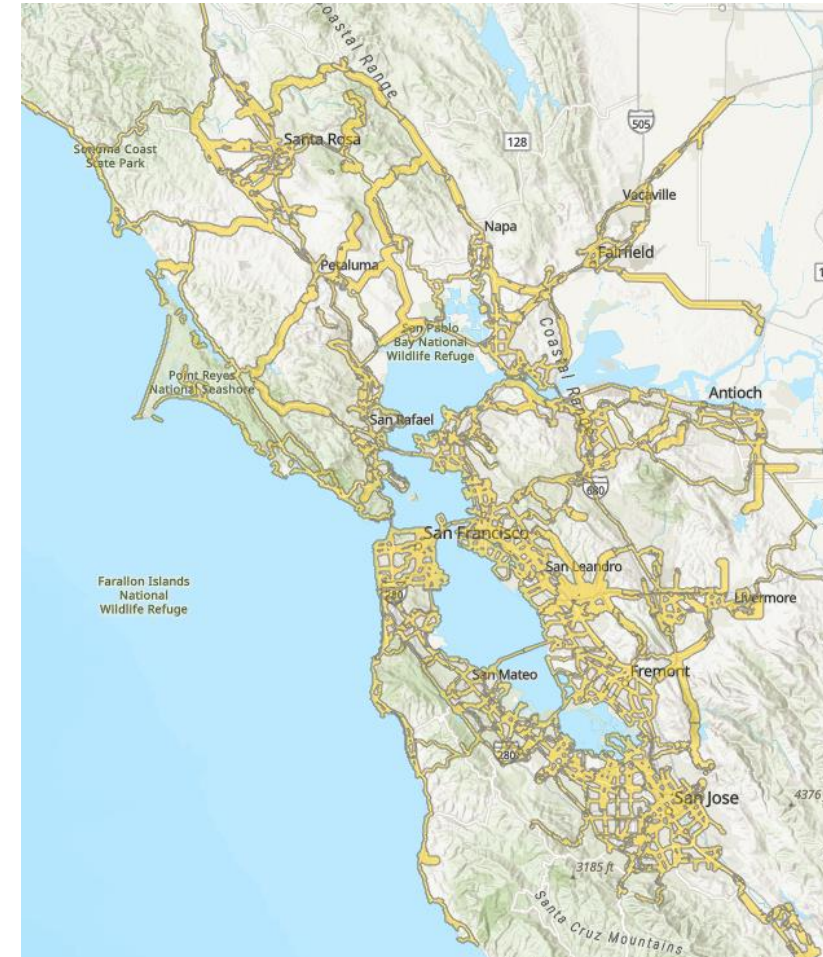 Coastal Range
505
128
Santa Rosa
Sonoma Coast
State Park
Vacaville
Napa
Fairfield
Petaluma
1
San Pablo
Bay National
Wildlife Refuge
Coastal Range
Point Reyes
National Seashore
Antioch
San Rafael
680
San Francisco
San Leandro
Farallon Islands
National
Wildlife Refuge
280
Livermore
San Mateo
Fremont
280
San Jose
4376
3185 ft
Santa Cruz Mountains